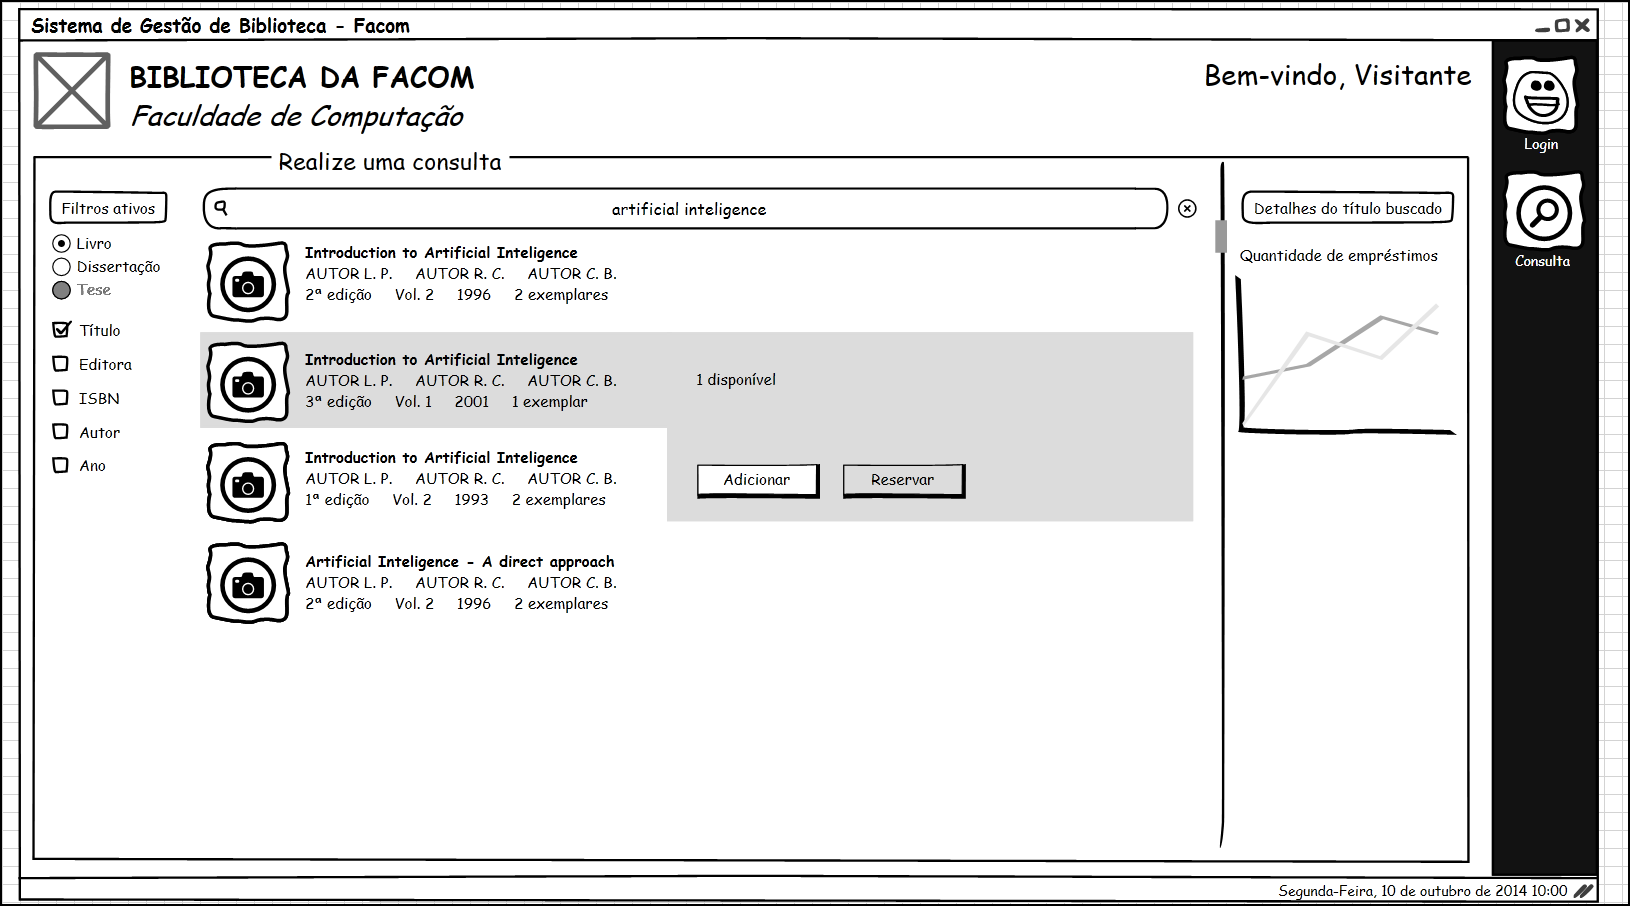 Sistema de Gestão de Biblioteca - Facom
BIBLIOTECA DA FACOM
Faculdade de Computação
Bem-vindo, Visitante
Login
Consulta
Realize uma consulta
Filtros ativos
Livro
Dissertação
Tese
Título
Editora
ISBN
Autor
Ano
artificial inteligence
Introduction to Artificial Inteligence
AUTOR L. P. AUTOR R. C. AUTOR C. B.
2ª edição Vol. 2 1996 2 exemplares
Introduction to Artificial Inteligence
AUTOR L. P. AUTOR R. C. AUTOR C. B.
3ª edição Vol. 1 2001 1 exemplar
1 disponível
Introduction to Artificial Inteligence
AUTOR L. P. AUTOR R. C. AUTOR C. B.
1ª edição Vol. 2 1993 2 exemplares
Adicionar Reservar
Artificial Inteligence - A direct approach
AUTOR L. P. AUTOR R. C. AUTOR C. B.
2ª edição Vol. 2 1996 2 exemplares
Detalhes do título buscado
Quantidade de empréstimos
Segunda-Feira, 10 de outubro de 2014 10:00